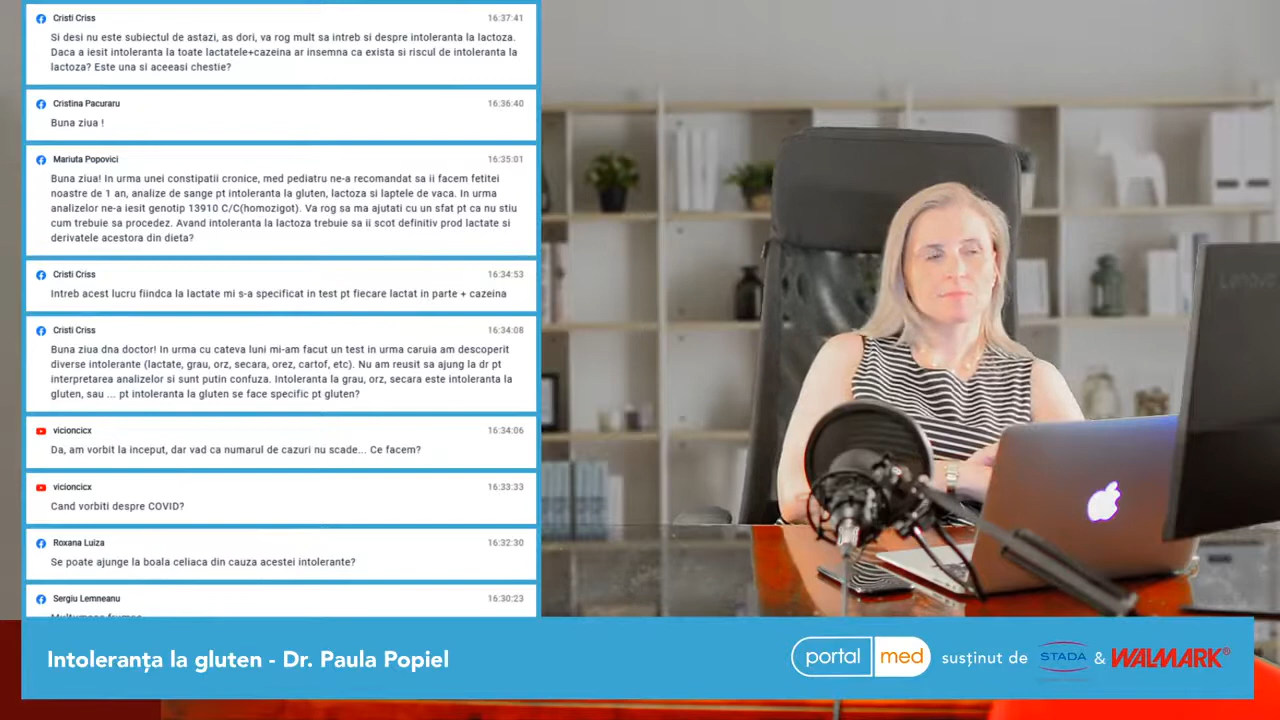 Cristi Criss 16:37:41
Si desi nu este subiectul de astazi, as dori, va rog mult sa intreb si despre intoleranta la lactoza.
Daca a iesit intoleranta la toate lactatele+cazeina ar insemna ca exista si riscul de intoleranta la
lactoza? Este una si aceeasi chestie?
Cristina Pacuraru 16:36:40
Buna ziua !
Mariuta Popovici 16:35:01
Buna ziua! In urma unei constipatii cronice, med pediatru ne-a recomandat sa ii facem fetitei
noastre de 1 an, analize de sange pt intoleranta la gluten, lactoza si laptele de vaca. In urma
analizelor ne-a iesit genotip 13910 C/C(homozigot). Va rog sa ma ajutati cu un sfat pt ca nu stiu
cum trebuie sa procedez. Avand intoleranta la lactoza trebuie sa ii scot definitiv prod lactate si
derivatele acestora din dieta?
Cristi Criss 16:34:53
Intreb acest lucru fiindca la lactate mi s-a specificat in test pt fiecare lactat in parte + cazeina
Cristi Criss 16:34:08
Buna ziua dna doctor! In urma cu cateva luni mi-am facut un test in urma caruia am descoperit
diverse intolerante (lactate, grau, orz, secara, orez, cartof, etc). Nu am reusit sa ajung la dr pt
interpretarea analizelor si sunt putin confuza. Intoleranta la grau, orz, secara este intoleranta la
gluten, sau ... pt intoleranta la gluten se face specific pt gluten?
vicioncicx 16:34:06
Da, am vorbit la inceput, dar vad ca numarul de cazuri nu scade... Ce facem?
vicioncicx 16:33:33
Cand vorbiti despre COVID?
Roxana Luiza 16:32:30
Se poate ajunge la boala celiaca din cauza acestei intolerante?
Sergiu Lemneanu 16:30:23
Lenovo
Intoleranța la gluten - Dr. Paula Popiel
portal med susținut de STADA & WALMARK®